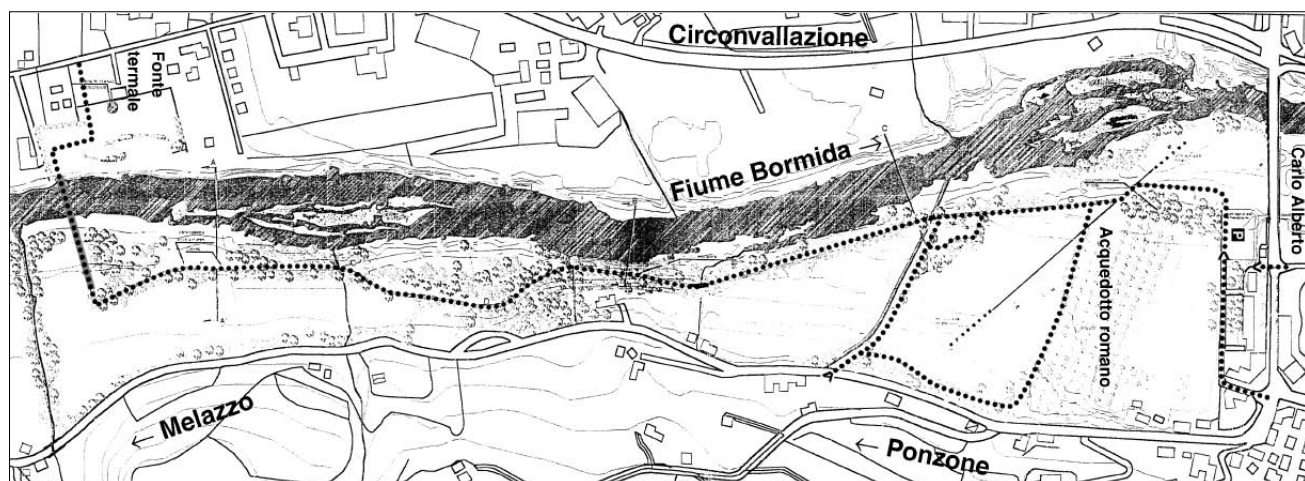 Circonvallazione
Fonte
termale
Fiume Bormida →
Carlo Alberto
P
Acquedotto romano
← Melazzo
← Ponzone
A
C